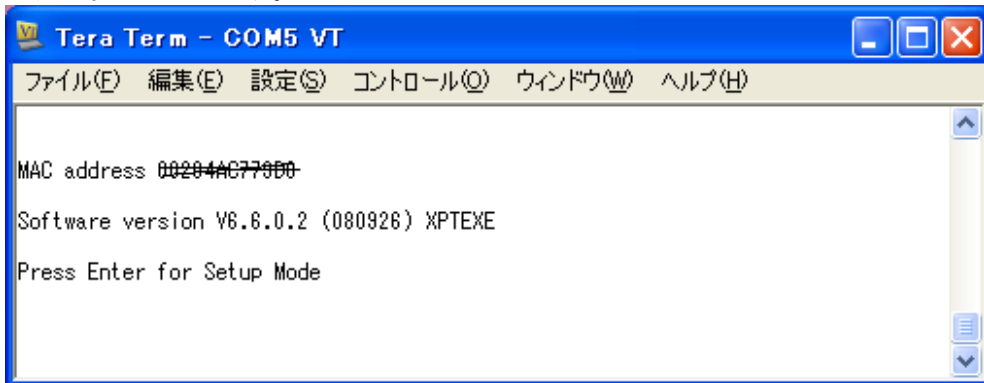 Tera Term - COM5 VT
ファイル(F) 編集(E) 設定(S) コントロール(O) ウィンドウ(W) ヘルプ(H)
MAC address
Software version V6.6.0.2 (080926) XPTEXE
Press Enter for Setup Mode